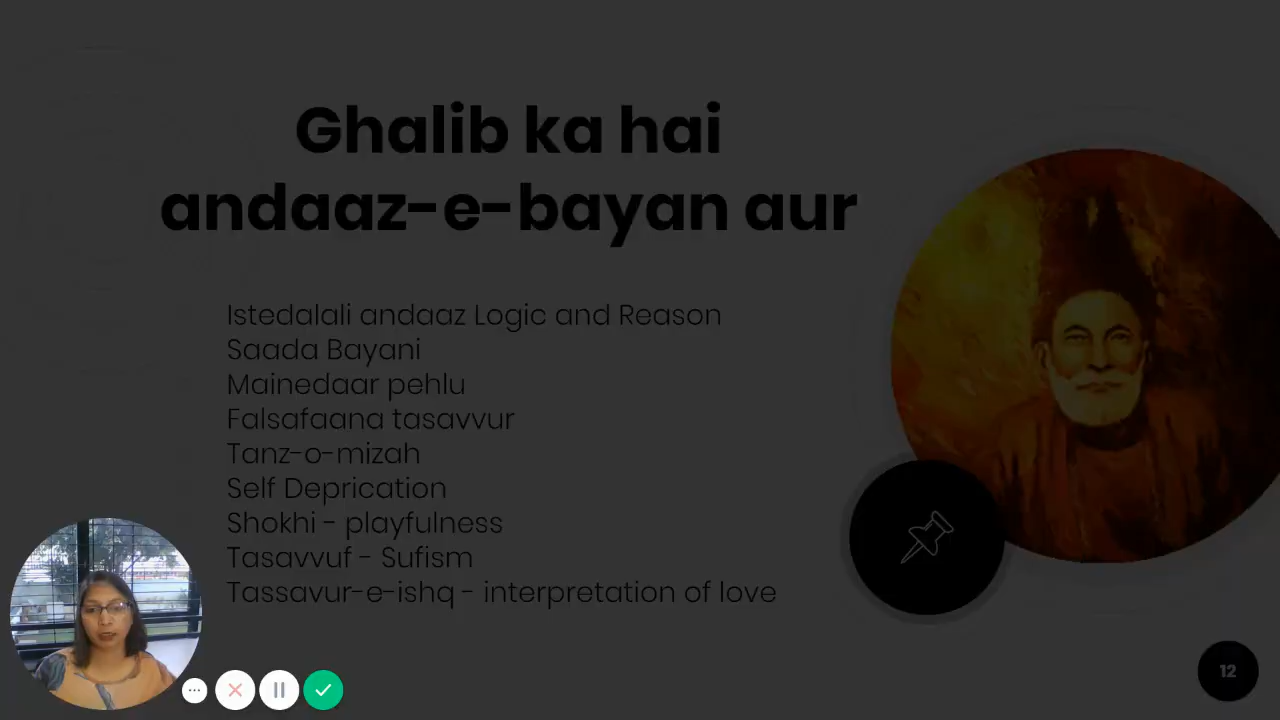 Ghalib ka hai
andaaz-e-bayan aur
Istedalali andaaz Logic and Reason
Saada Bayani
Mainedaar pehlu
Falsafaana tasavvur
Tanz-o-mizah
Self Deprication
Shokhi - playfulness
Tasavvuf - Sufism
Tassavur-e-ishq - interpretation of love
12